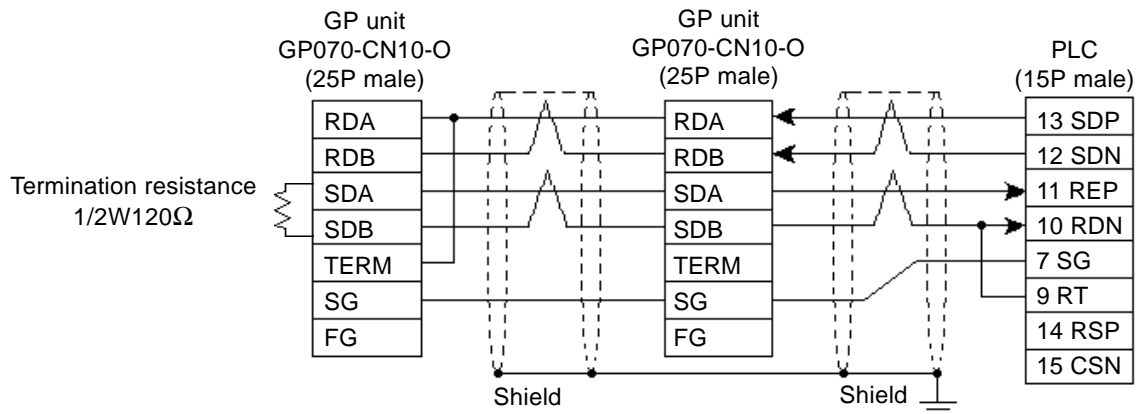 GP unit
GP070-CN10-O
(25P male)
RDA
RDB
SDA
SDB
TERM
SG
FG
Termination resistance
1/2W120Ω
Shield
GP unit
GP070-CN10-O
(25P male)
RDA
RDB
SDA
SDB
TERM
SG
FG
Shield
PLC
(15P male)
13 SDP
12 SDN
11 REP
10 RDN
7 SG
9 RT
14 RSP
15 CSN